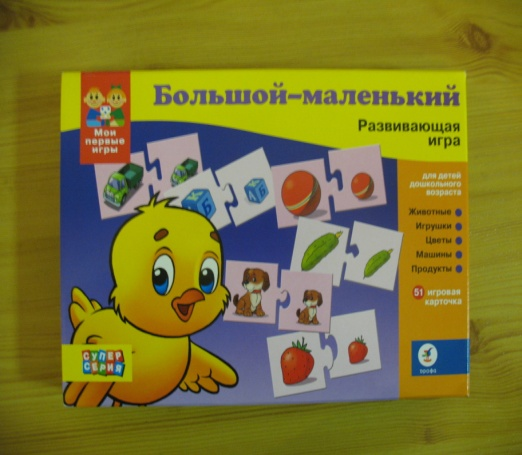 Мои
первые
игры
Большой-маленький
Развивающая
игра
для детей
дошкольного
возраста
Животные
Игрушки
Цветы
Машины
Продукты
51 игровая
карточка
СУПЕР
СЕРИЯ
Б